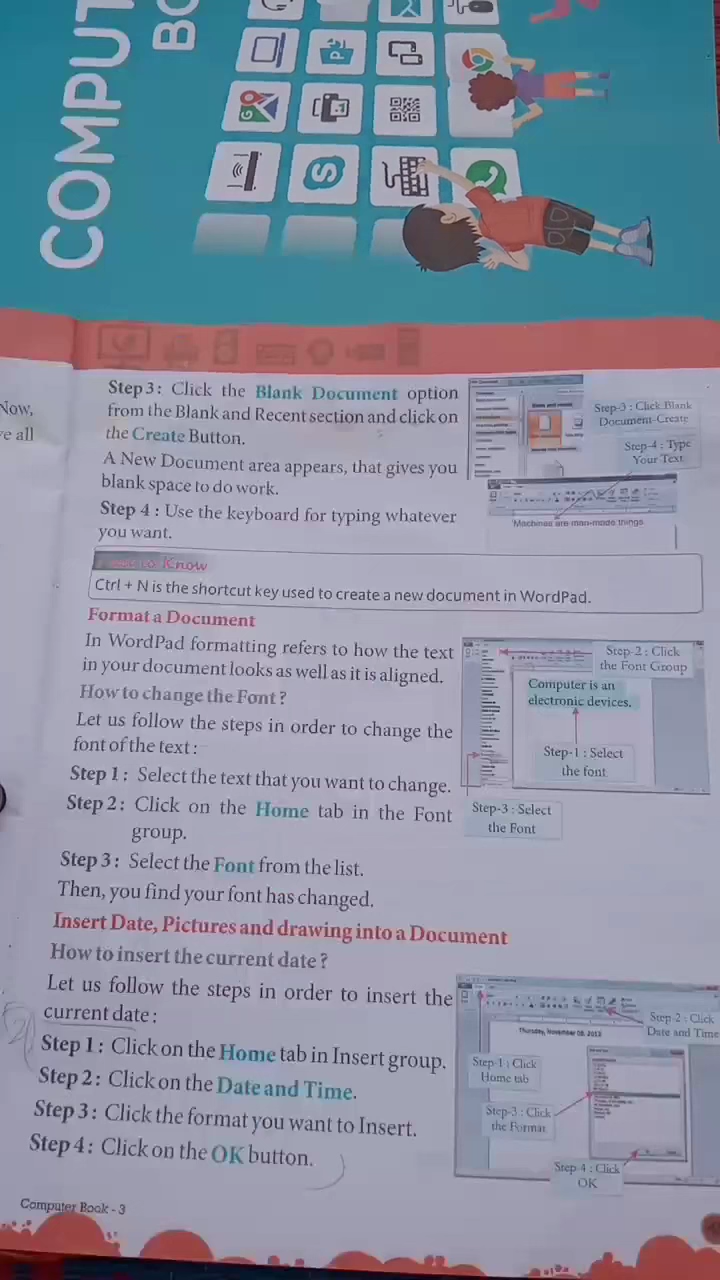 COMPUT
BO
Now,
ve all
Step 3 : Click the Blank Document option
from the Blank and Recent section and click on
the Create Button.
A New Document area appears, that gives you
blank space to do work.
Step 4 : Use the keyboard for typing whatever
you want.
Step-3 : Click Blank
Document-Create
Step-4 : Type
Your Text
Machines are man-made things
to Know
Ctrl + N is the shortcut key used to create a new document in WordPad.
Format a Document
In WordPad formatting refers to how the text
in your document looks as well as it is aligned.
How to change the Font ?
Let us follow the steps in order to change the
font of the text :
Step 1 : Select the text that you want to change.
Step 2 : Click on the Home tab in the Font
group.
Step 3 : Select the Font from the list.
Then, you find your font has changed.
Step-2 : Click
the Font Group
Computer is an
electronic devices.
Step-1 : Select
the font
Step-3 : Select
the Font
Insert Date, Pictures and drawing into a Document
How to insert the current date ?
Let us follow the steps in order to insert the
current date :
Step 1 : Click on the Home tab in Insert group.
Step 2 : Click on the Date and Time.
Step 3 : Click the format you want to Insert.
Step 4 : Click on the OK button.
Step-2 : Click
Date and Time
Thursday, November 08, 2018
Step-1 : Click
Home tab
Step-3 : Click
the Format
Step-4 : Click
OK
Computer Book - 3